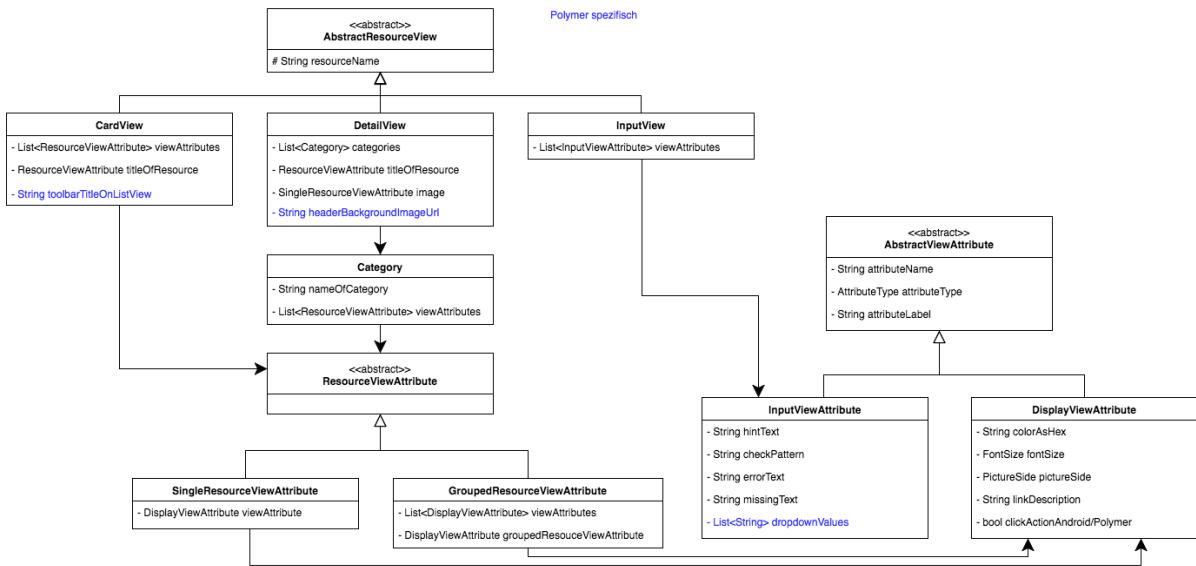 Polymer spezifisch
<<abstract>>
AbstractResourceView
# String resourceName
CardView
- List<ResourceViewAttribute> viewAttributes
- ResourceViewAttribute titleOfResource
- String toolbarTitleOnListView
DetailView
- List<Category> categories
- ResourceViewAttribute titleOfResource
- SingleResourceViewAttribute image
- String headerBackgroundImageUrl
InputView
- List<InputViewAttribute> viewAttributes
Category
- String nameOfCategory
- List<ResourceViewAttribute> viewAttributes
<<abstract>>
AbstractViewAttribute
- String attributeName
- AttributeType attributeType
- String attributeLabel
<<abstract>>
ResourceViewAttribute
InputViewAttribute
- String hintText
- String checkPattern
- String errorText
- String missingText
- List<String> dropdownValues
DisplayViewAttribute
- String colorAsHex
- FontSize fontSize
- PictureSide pictureSide
- String linkDescription
- bool clickActionAndroid/Polymer
SingleResourceViewAttribute
- DisplayViewAttribute viewAttribute
GroupedResourceViewAttribute
- List<DisplayViewAttribute> viewAttributes
- DisplayViewAttribute groupedResouceViewAttribute